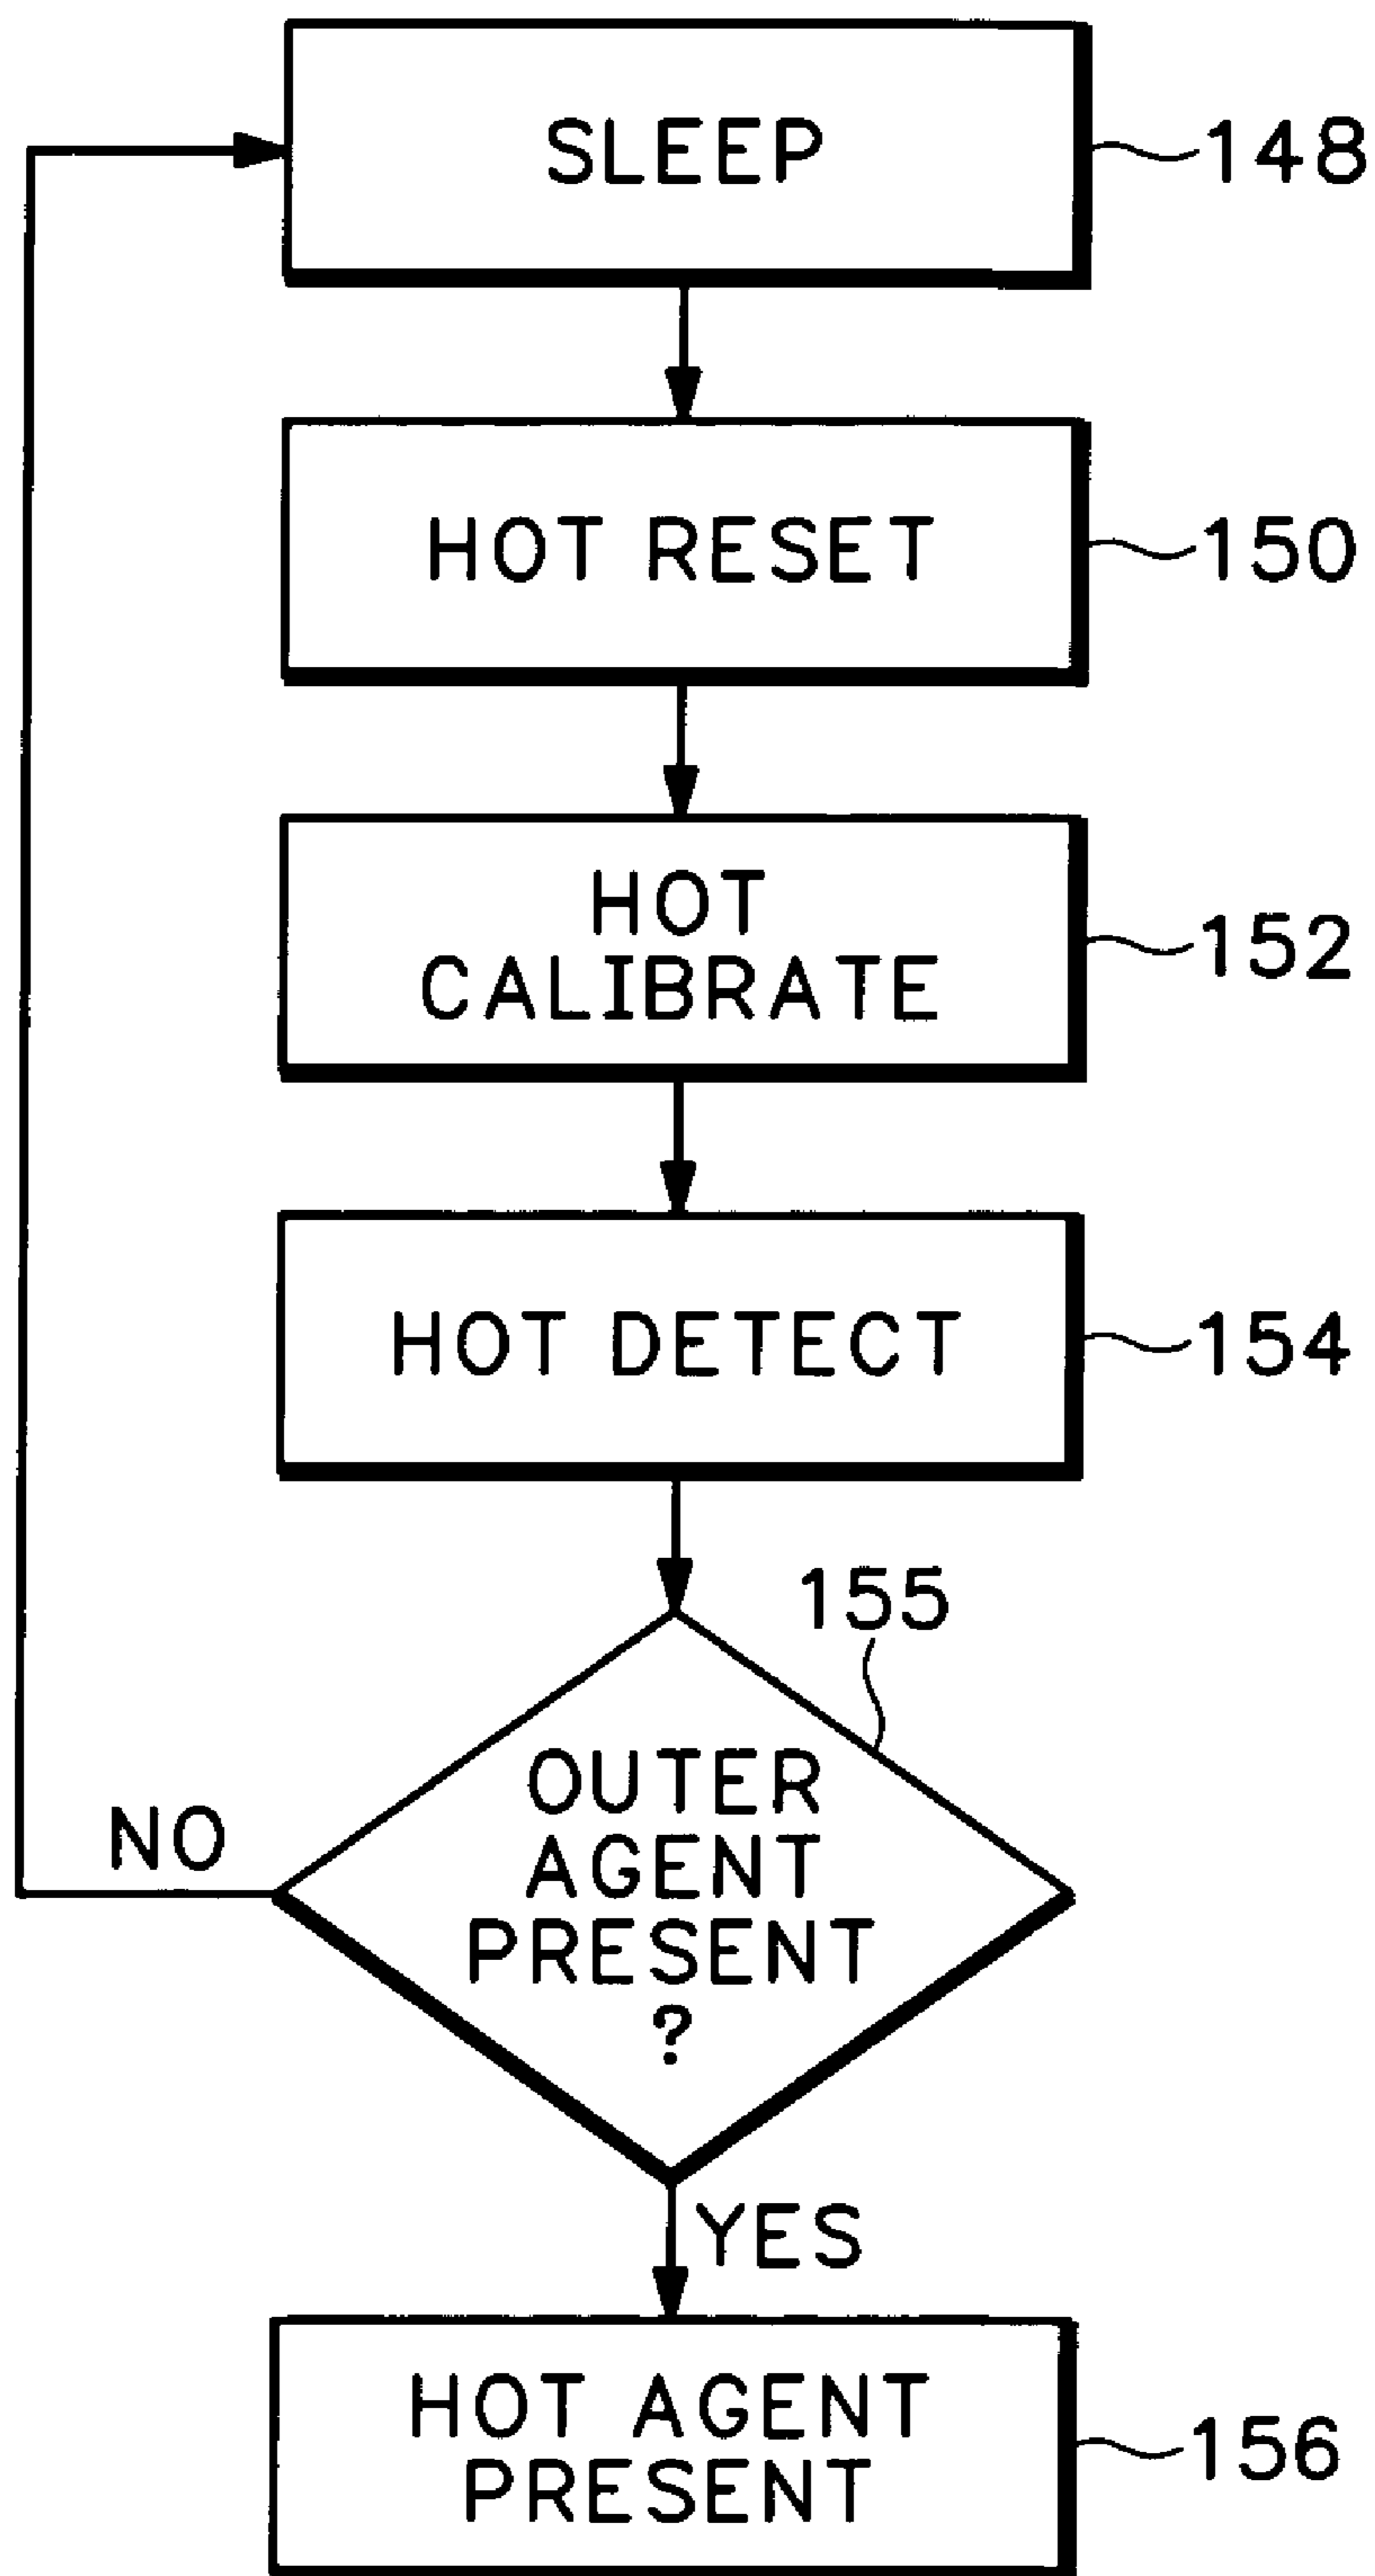 SLEEP
148
HOT RESET
150
HOT
CALIBRATE
152
HOT DETECT
154
155
OUTER
AGENT
PRESENT
?
NO
YES
HOT AGENT
PRESENT
156